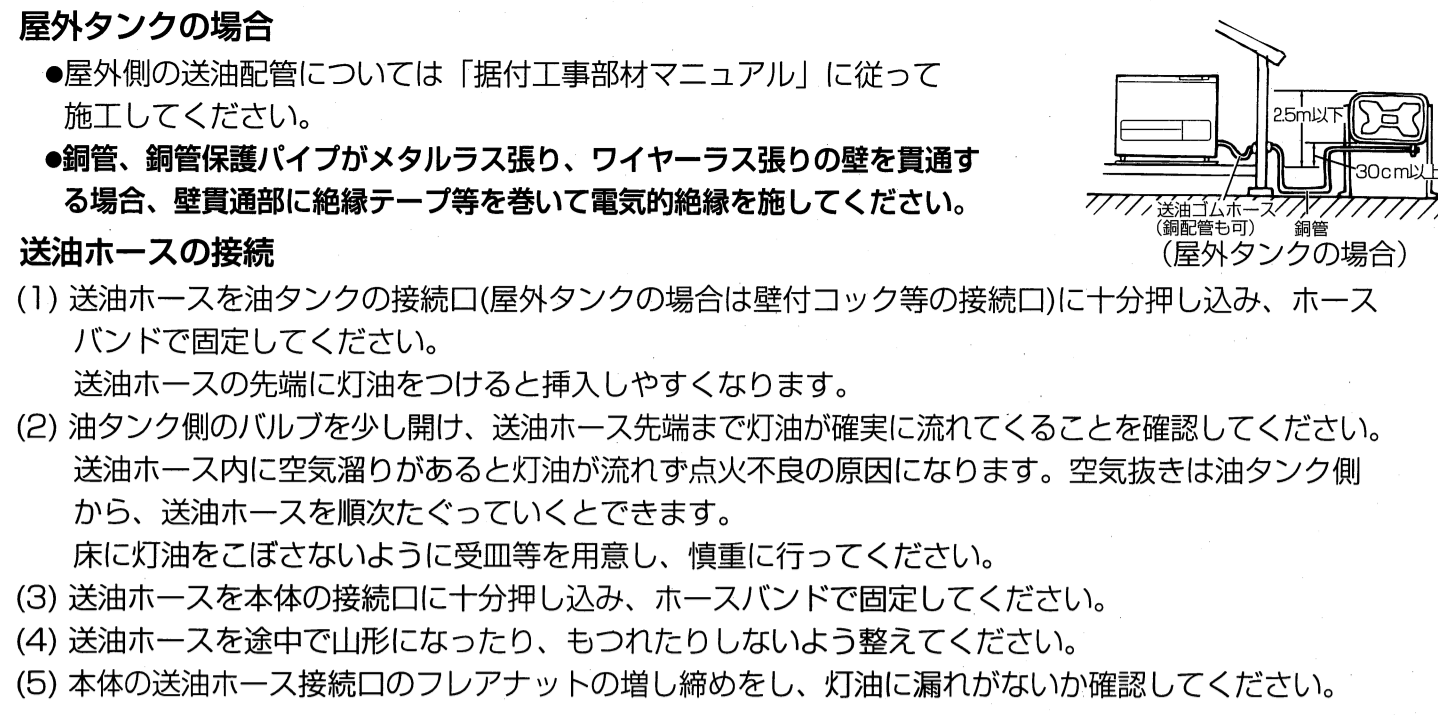 屋外タンクの場合
●屋外側の送油配管については「据付工事部材マニュアル」に従って
施工してください。
●銅管、銅管保護パイプがメタルラス張り、ワイヤーラス張りの壁を貫通す
る場合、壁貫通部に絶縁テープ等を巻いて電気的絶縁を施してください。
2.5m以下
30cm以上
送油ゴムホース
(銅配管も可)
銅管
(屋外タンクの場合)
送油ホースの接続
(1) 送油ホースを油タンクの接続口(屋外タンクの場合は壁付コック等の接続口)に十分押し込み、ホース
バンドで固定してください。
送油ホースの先端に灯油をつけると挿入しやすくなります。
(2) 油タンク側のバルブを少し開け、送油ホース先端まで灯油が確実に流れてくることを確認してください。
送油ホース内に空気溜りがあると灯油が流れず点火不良の原因になります。空気抜きは油タンク側
から、送油ホースを順次たぐっていくとできます。
床に灯油をこぼさないように受皿等を用意し、慎重に行ってください。
(3) 送油ホースを本体の接続口に十分押し込み、ホースバンドで固定してください。
(4) 送油ホースを途中で山形になったり、もつれたりしないよう整えてください。
(5) 本体の送油ホース接続口のフレアナットの増し締めをし、灯油に漏れがないか確認してください。